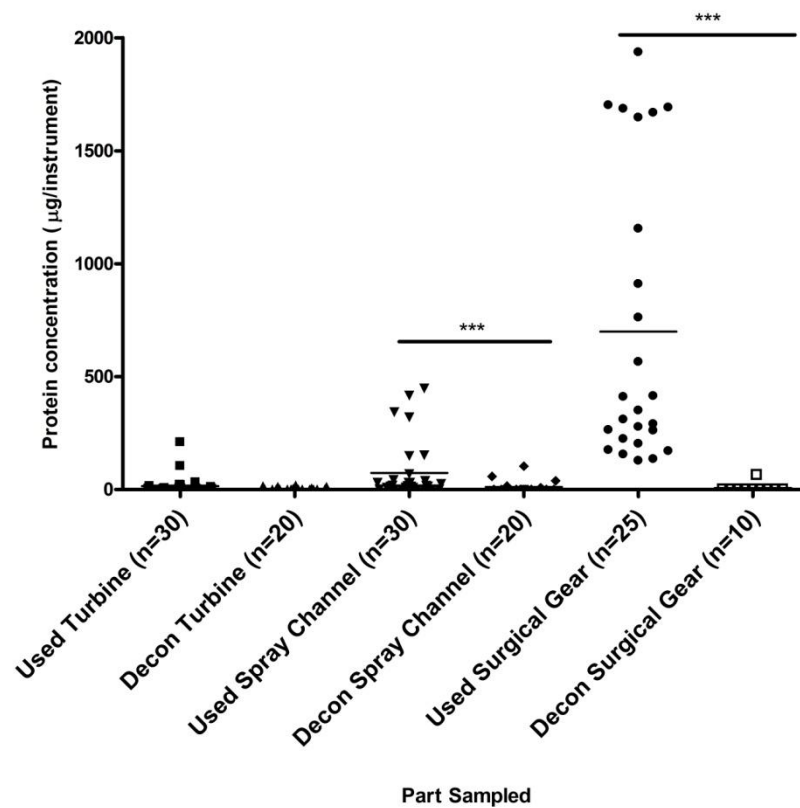 ***
2000
1500
1000
500
0
***
Protein concentration ( μg/instrument)
Used Turbine (n=30)
Decon Turbine (n=20)
Used Spray Channel (n=30)
Decon Spray Channel (n=20)
Used Surgical Gear (n=25)
Decon Surgical Gear (n=10)
Part Sampled